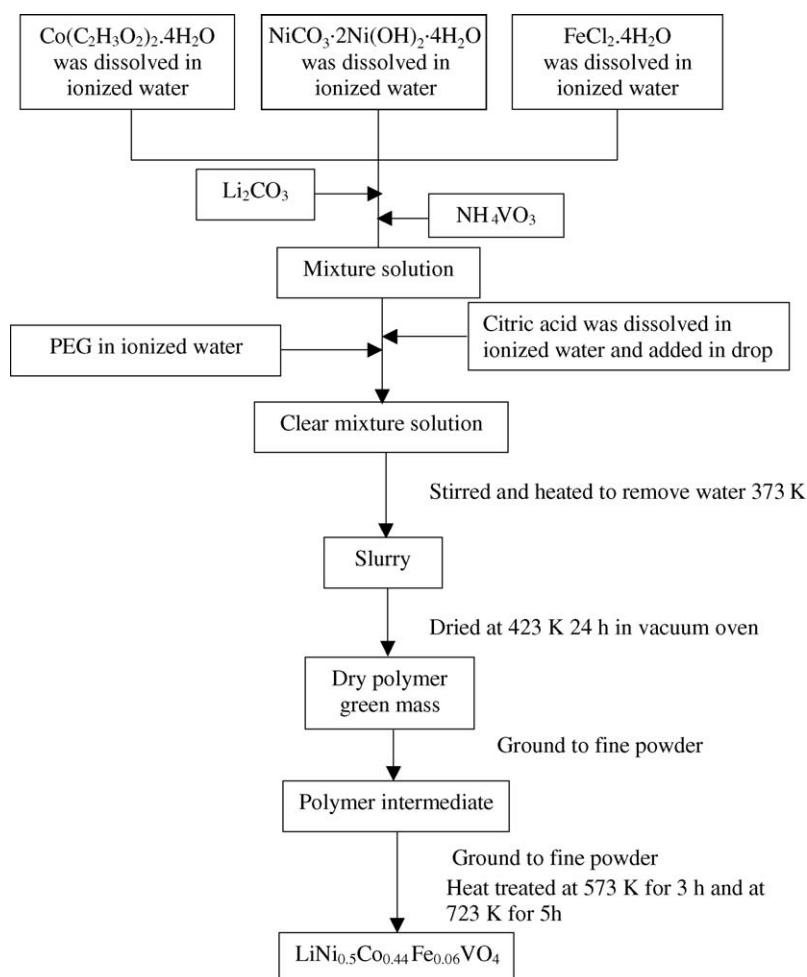 Co(C₂H₃O₂)₂.4H₂O
was dissolved in
ionized water
NiCO₃·2Ni(OH)₂·4H₂O
was dissolved in
ionized water
FeCl₂.4H₂O
was dissolved in
ionized water
Li₂CO₃
NH₄VO₃
Mixture solution
PEG in ionized water
Citric acid was dissolved in
ionized water and added in drop
Clear mixture solution
Stirred and heated to remove water 373 K
Slurry
Dried at 423 K 24 h in vacuum oven
Dry polymer
green mass
Ground to fine powder
Polymer intermediate
Ground to fine powder
Heat treated at 573 K for 3 h and at
723 K for 5h
LiNi₀.₅Co₀.₄₄Fe₀.₀₆VO₄